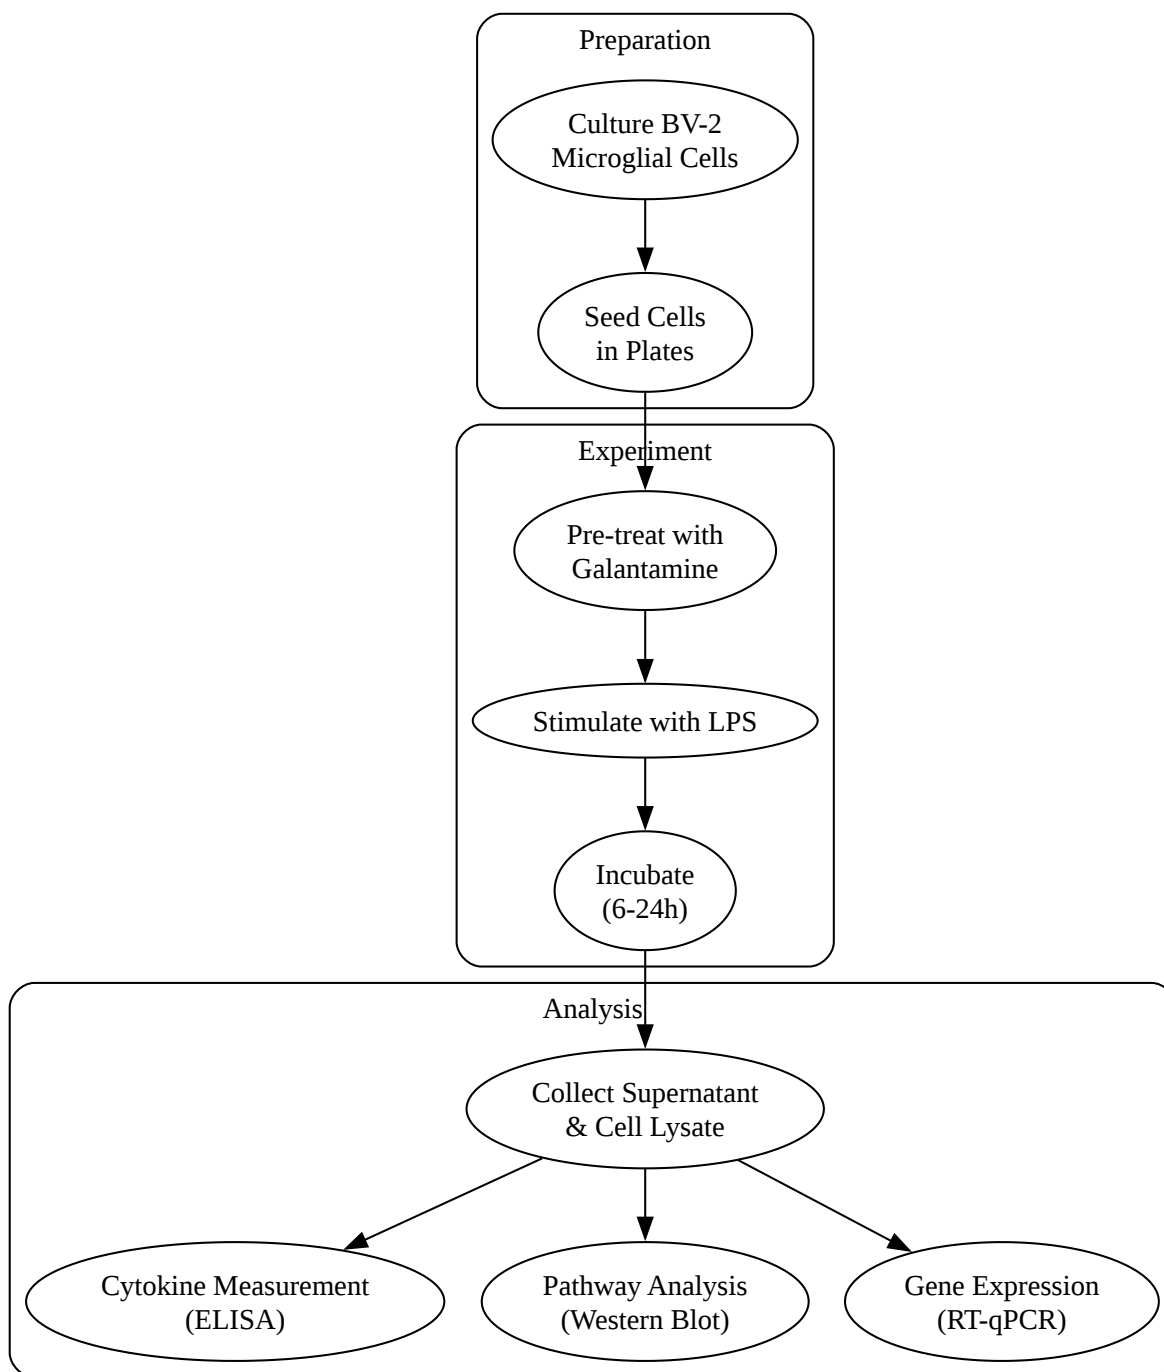 Preparation
Culture BV-2
Microglial Cells
Seed Cells
in Plates
Experiment
Pre-treat with
Galantamine
Stimulate with LPS
Incubate
(6-24h)
Analysis
Collect Supernatant
& Cell Lysate
Cytokine Measurement
(ELISA)
Pathway Analysis
(Western Blot)
Gene Expression
(RT-qPCR)